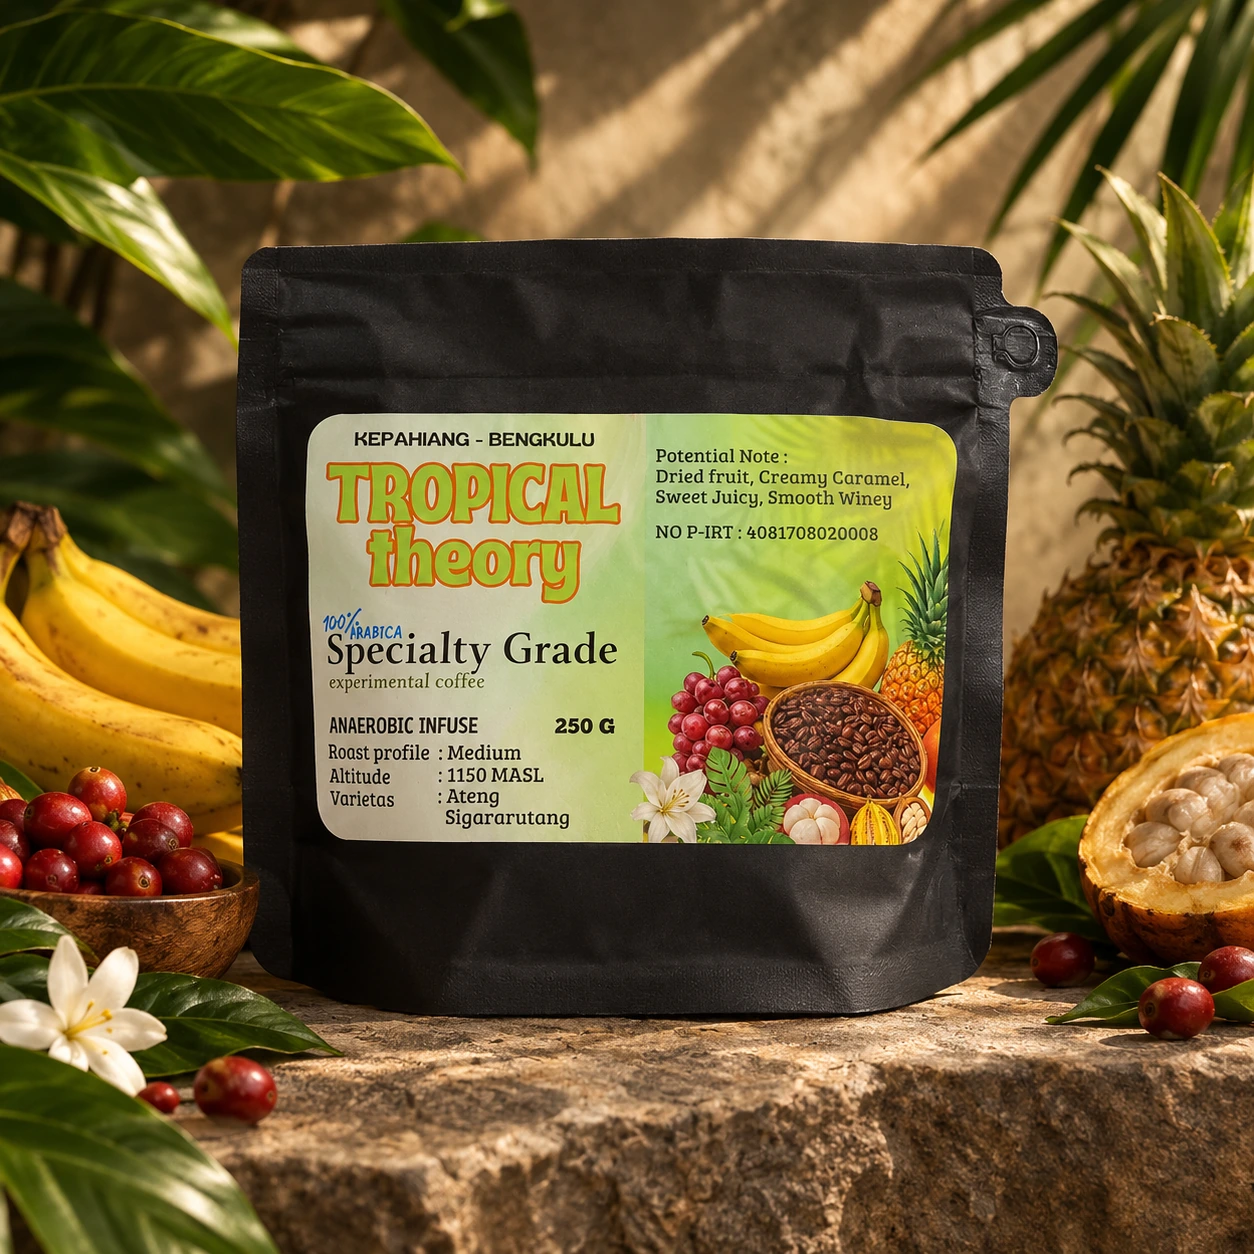 KEPAHIANG - BENGKULU
TROPICAL
theory
100%
ARABICA
Specialty Grade
experimental coffee
ANAEROBIC INFUSE 250 G
Roast profile : Medium
Altitude : 1150 MASL
Varietas : Ateng
Sigararutang
Potential Note :
Dried fruit, Creamy Caramel,
Sweet Juicy, Smooth Winey
NO P-IRT : 4081708020008